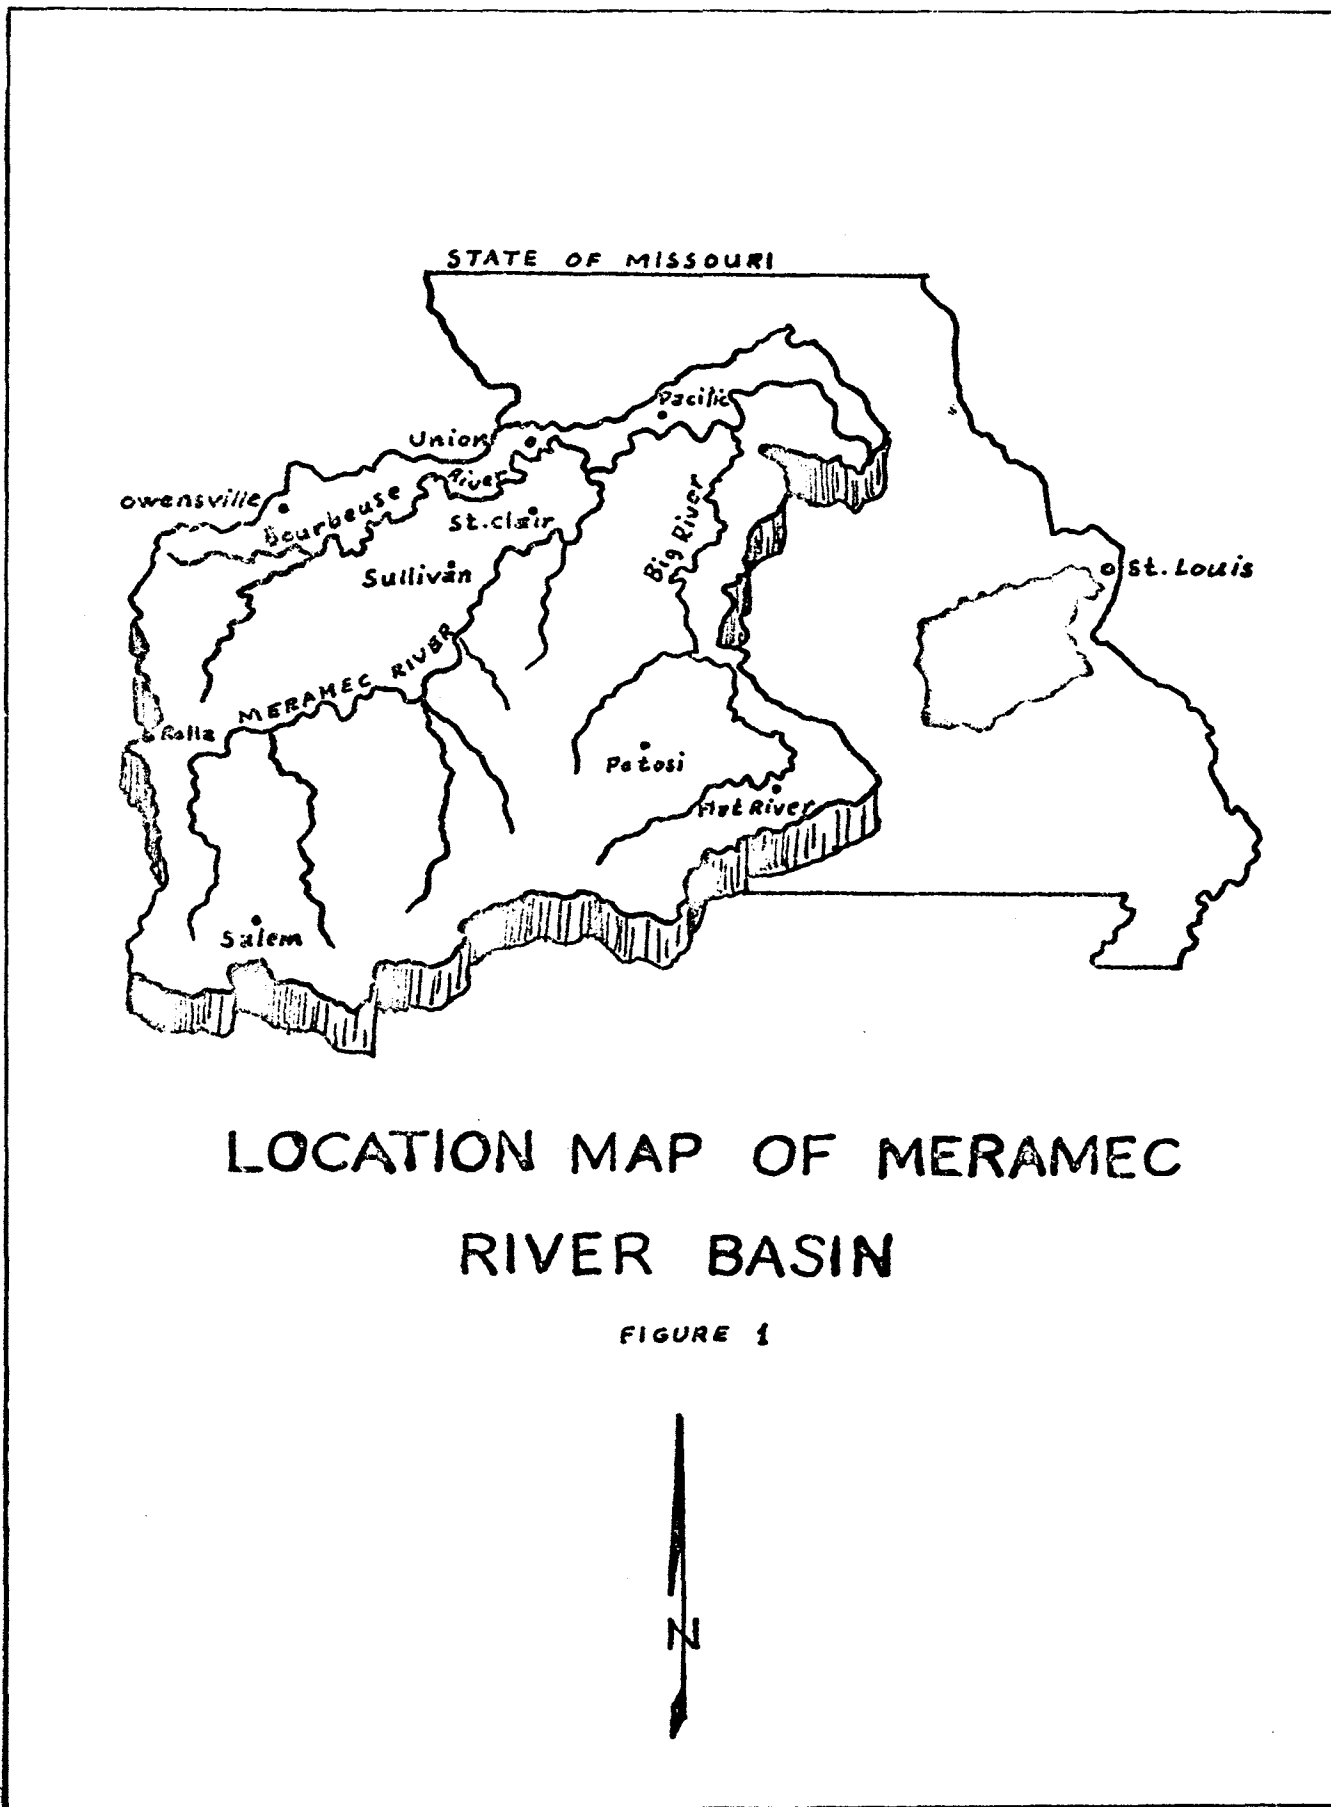 STATE OF MISSOURI
Pacific
Union
Owensville
Bourbeuse River
St. Clair
Big River
St. Louis
Sullivan
MERAMEC RIVER
Rolla
Potosi
Flat River
Salem
LOCATION MAP OF MERAMEC
RIVER BASIN
FIGURE 1
N